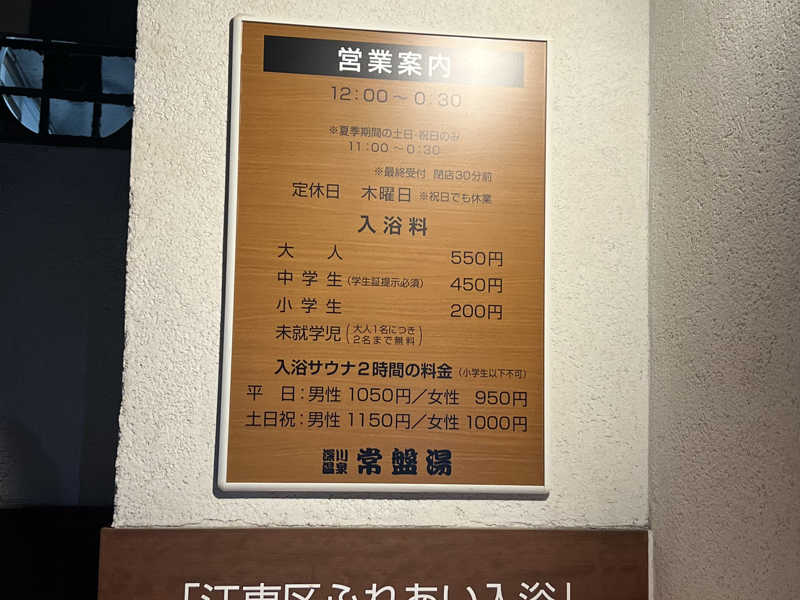 営業案内
12:00～0:30
※夏季期間の土日・祝日のみ
11:00～0:30
※最終受付 閉店30分前
定休日 木曜日 ※祝日でも休業
入浴料
大人 550円
中学生（学生証提示必須） 450円
小学生 200円
未就学児（大人1名につき
2名まで無料）
入浴サウナ2時間の料金（小学生以下不可）
平日：男性1050円／女性 950円
土日祝：男性1150円／女性1000円
深川温泉 常盤湯
「江東区ふれあい入浴」